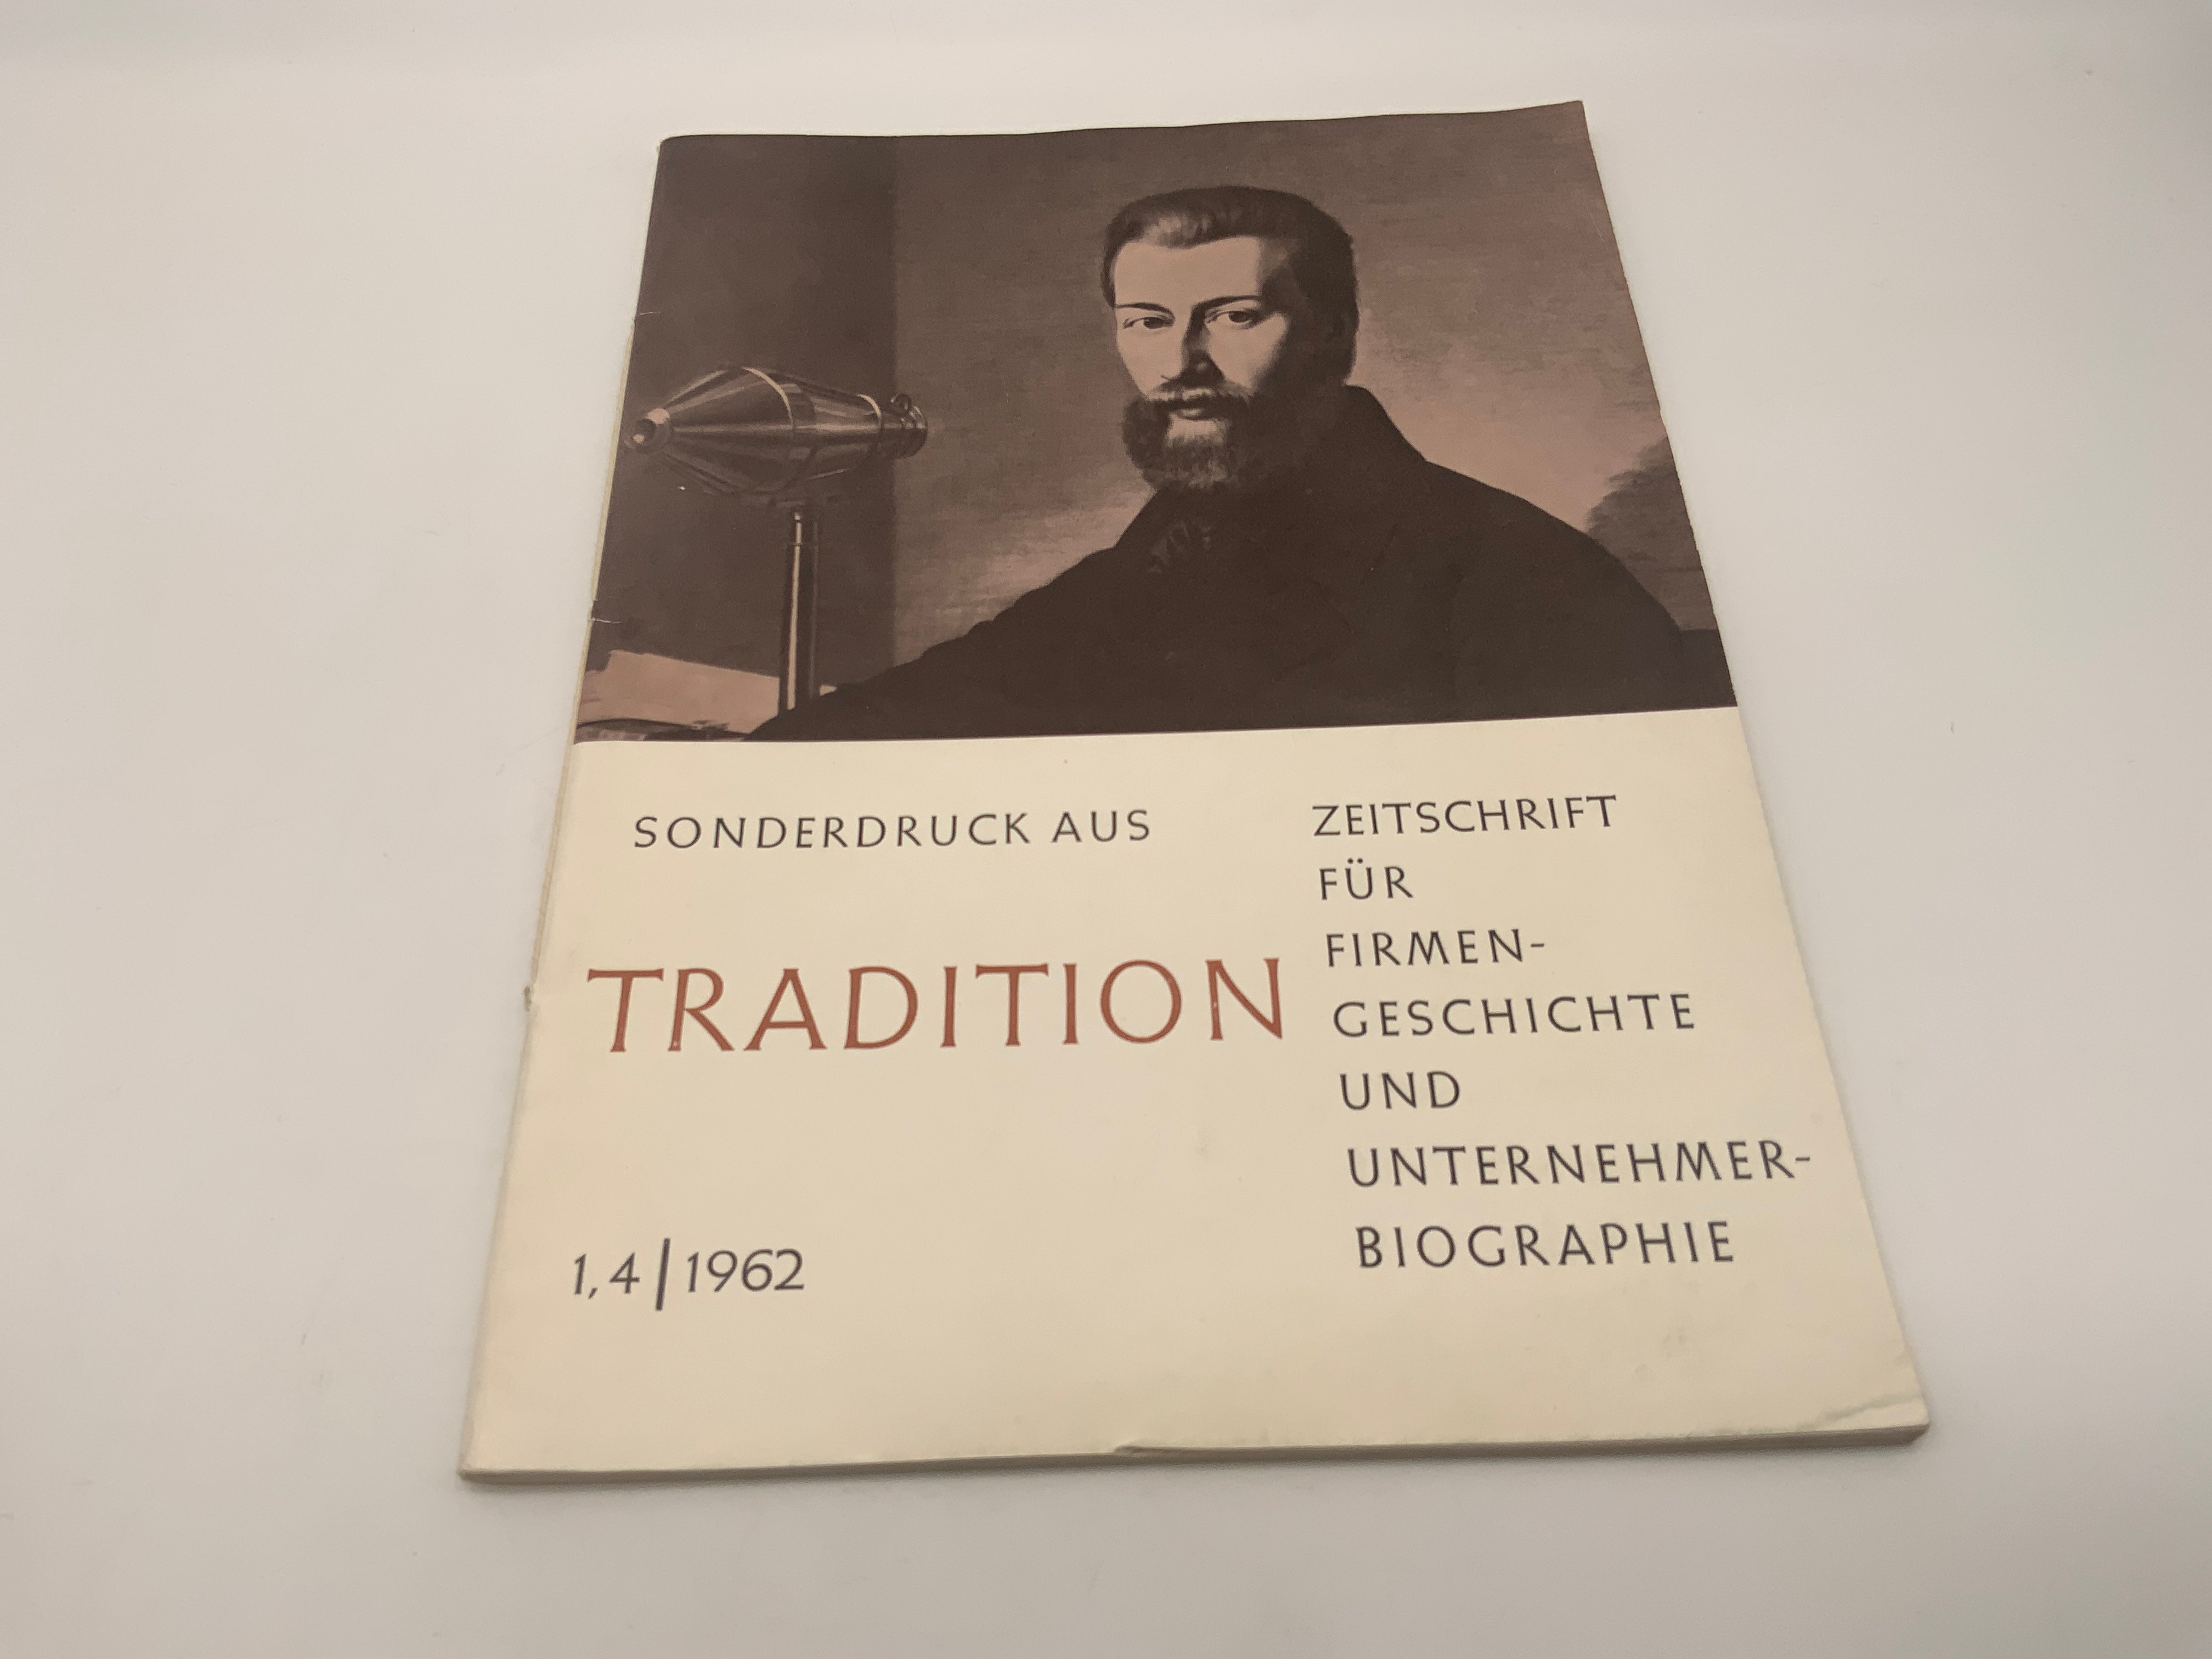 SONDERDRUCK AUS
TRADITION
1,4|1962
ZEITSCHRIFT
FÜR
FIRMEN-
GESCHICHTE
UND
UNTERNEHMER-
BIOGRAPHIE